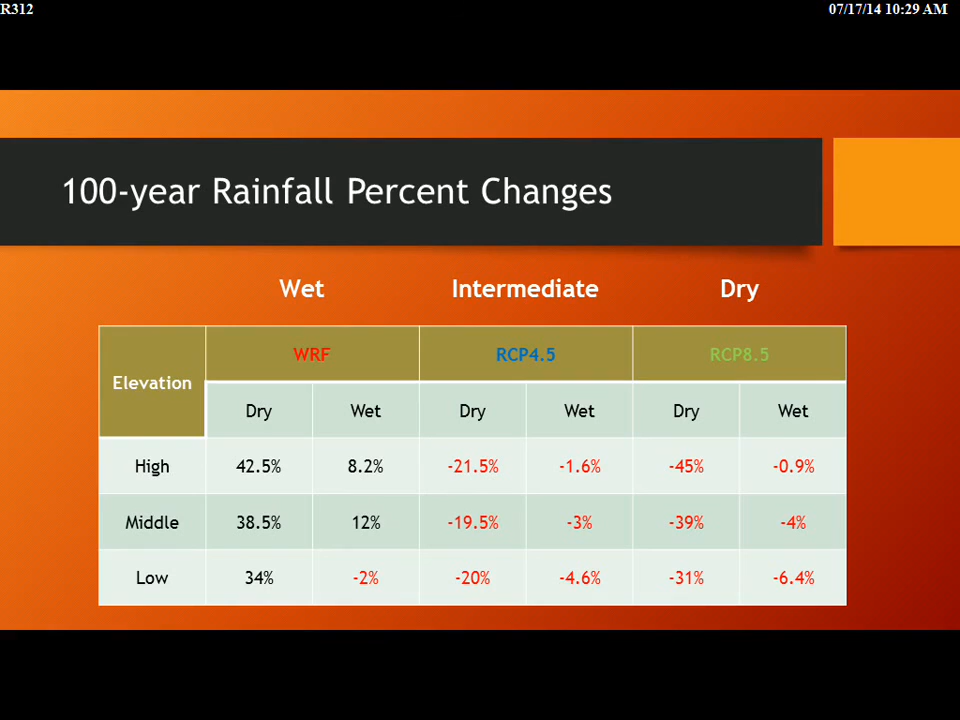 R312 07/17/14 10:29 AM
100-year Rainfall Percent Changes
Wet Intermediate Dry
Elevation WRF RCP4.5 RCP8.5
Dry Wet Dry Wet Dry Wet
High 42.5% 8.2% -21.5% -1.6% -45% -0.9%
Middle 38.5% 12% -19.5% -3% -39% -4%
Low 34% -2% -20% -4.6% -31% -6.4%